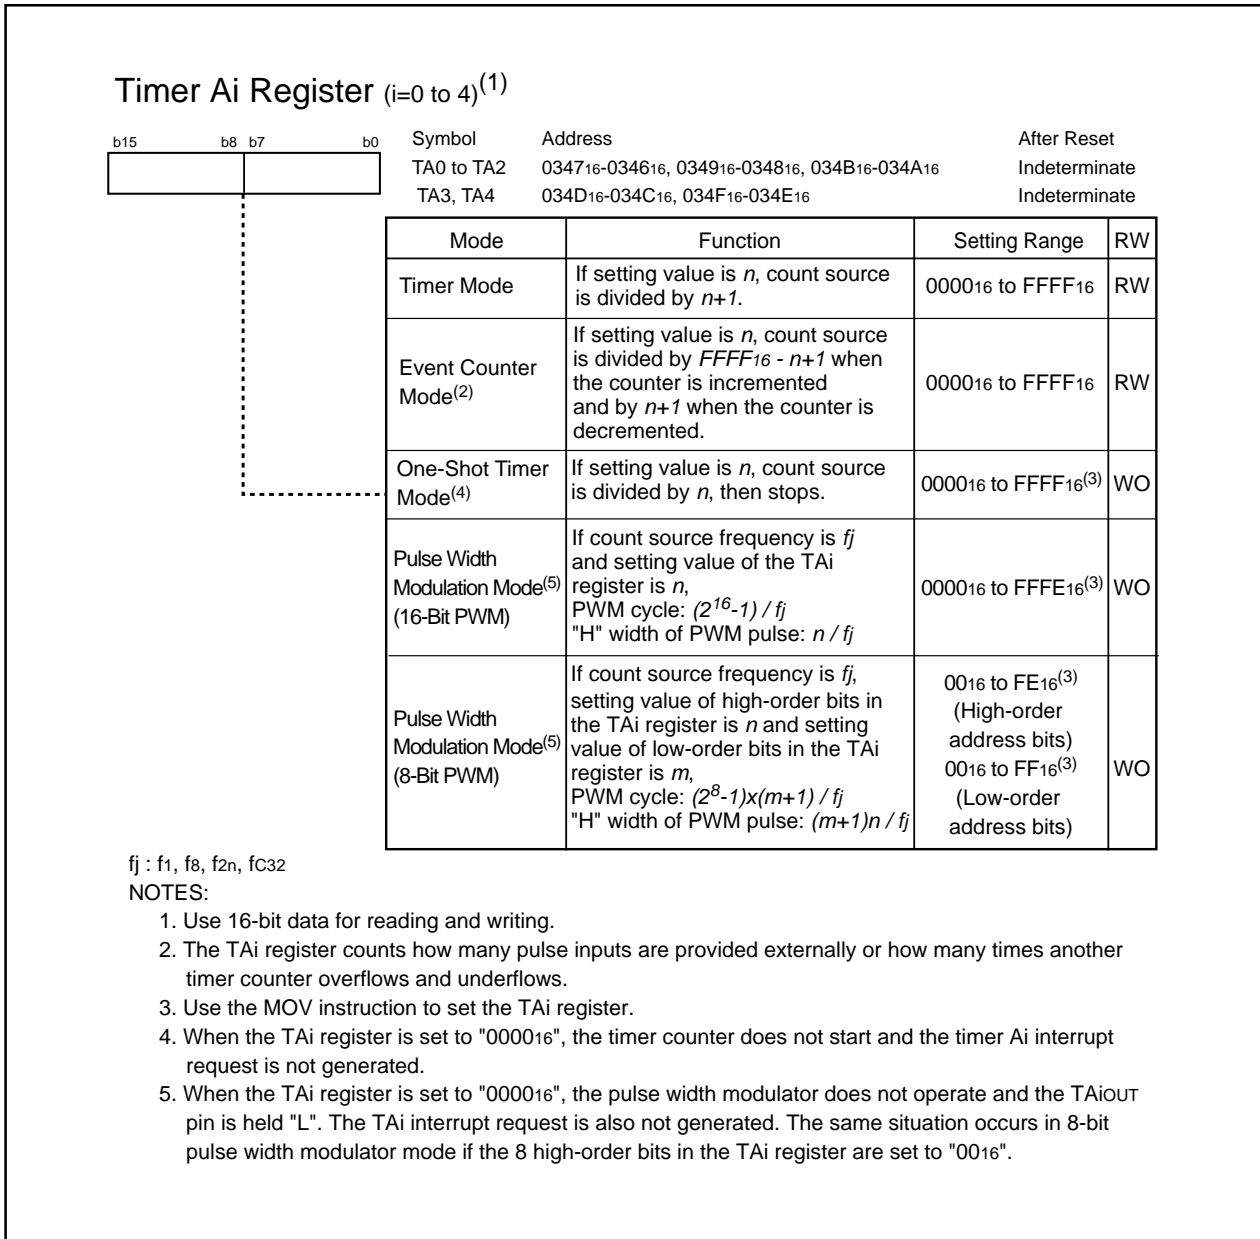 Timer Ai Register (i=0 to 4)(1)
b15 b8 b7 b0
Symbol Address After Reset
TA0 to TA2 034716-034616, 034916-034816, 034B16-034A16 Indeterminate
TA3, TA4 034D16-034C16, 034F16-034E16 Indeterminate
Mode Function Setting Range RW
Timer Mode
If setting value is n, count source
is divided by n+1.
000016 to FFFF16 RW
Event Counter
Mode(2)
If setting value is n, count source
is divided by FFFF16 - n+1 when
the counter is incremented
and by n+1 when the counter is
decremented.
000016 to FFFF16 RW
One-Shot Timer
Mode(4)
If setting value is n, count source
is divided by n, then stops.
000016 to FFFF16(3) WO
Pulse Width
Modulation Mode(5)
(16-Bit PWM)
If count source frequency is fj
and setting value of the TAi
register is n,
PWM cycle: (2^16-1) / fj
"H" width of PWM pulse: n / fj
000016 to FFFE16(3) WO
Pulse Width
Modulation Mode(5)
(8-Bit PWM)
If count source frequency is fj,
setting value of high-order bits in
the TAi register is n and setting
value of low-order bits in the TAi
register is m,
PWM cycle: (2^8-1)x(m+1) / fj
"H" width of PWM pulse: (m+1)n / fj
0016 to FE16(3)
(High-order
address bits)
0016 to FF16(3)
(Low-order
address bits)
WO
fj : f1, f8, f2n, fC32
NOTES:
1. Use 16-bit data for reading and writing.
2. The TAi register counts how many pulse inputs are provided externally or how many times another
timer counter overflows and underflows.
3. Use the MOV instruction to set the TAi register.
4. When the TAi register is set to "000016", the timer counter does not start and the timer Ai interrupt
request is not generated.
5. When the TAi register is set to "000016", the pulse width modulator does not operate and the TAiOUT
pin is held "L". The TAi interrupt request is also not generated. The same situation occurs in 8-bit
pulse width modulator mode if the 8 high-order bits in the TAi register are set to "0016".